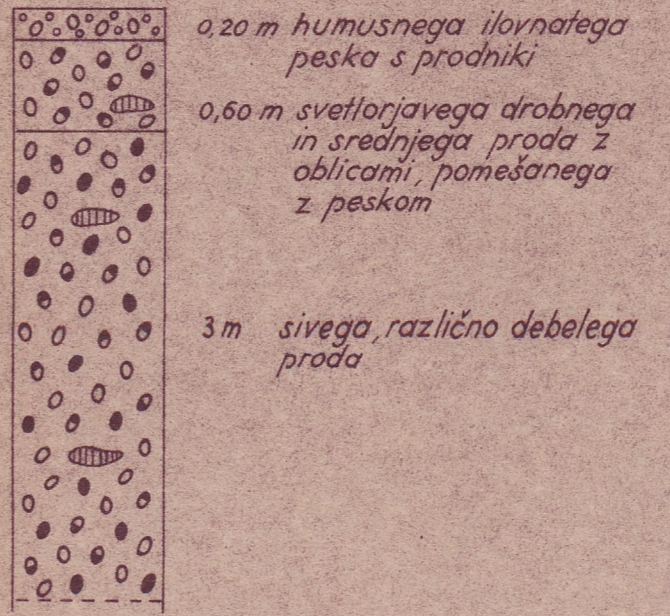 0,20 m humusnega ilovnatega
peska s prodniki
0,60 m svetlorjavega drobnega
in srednjega proda z
oblicami, pomešanega
z peskom
3 m sivega, različno debelega
proda